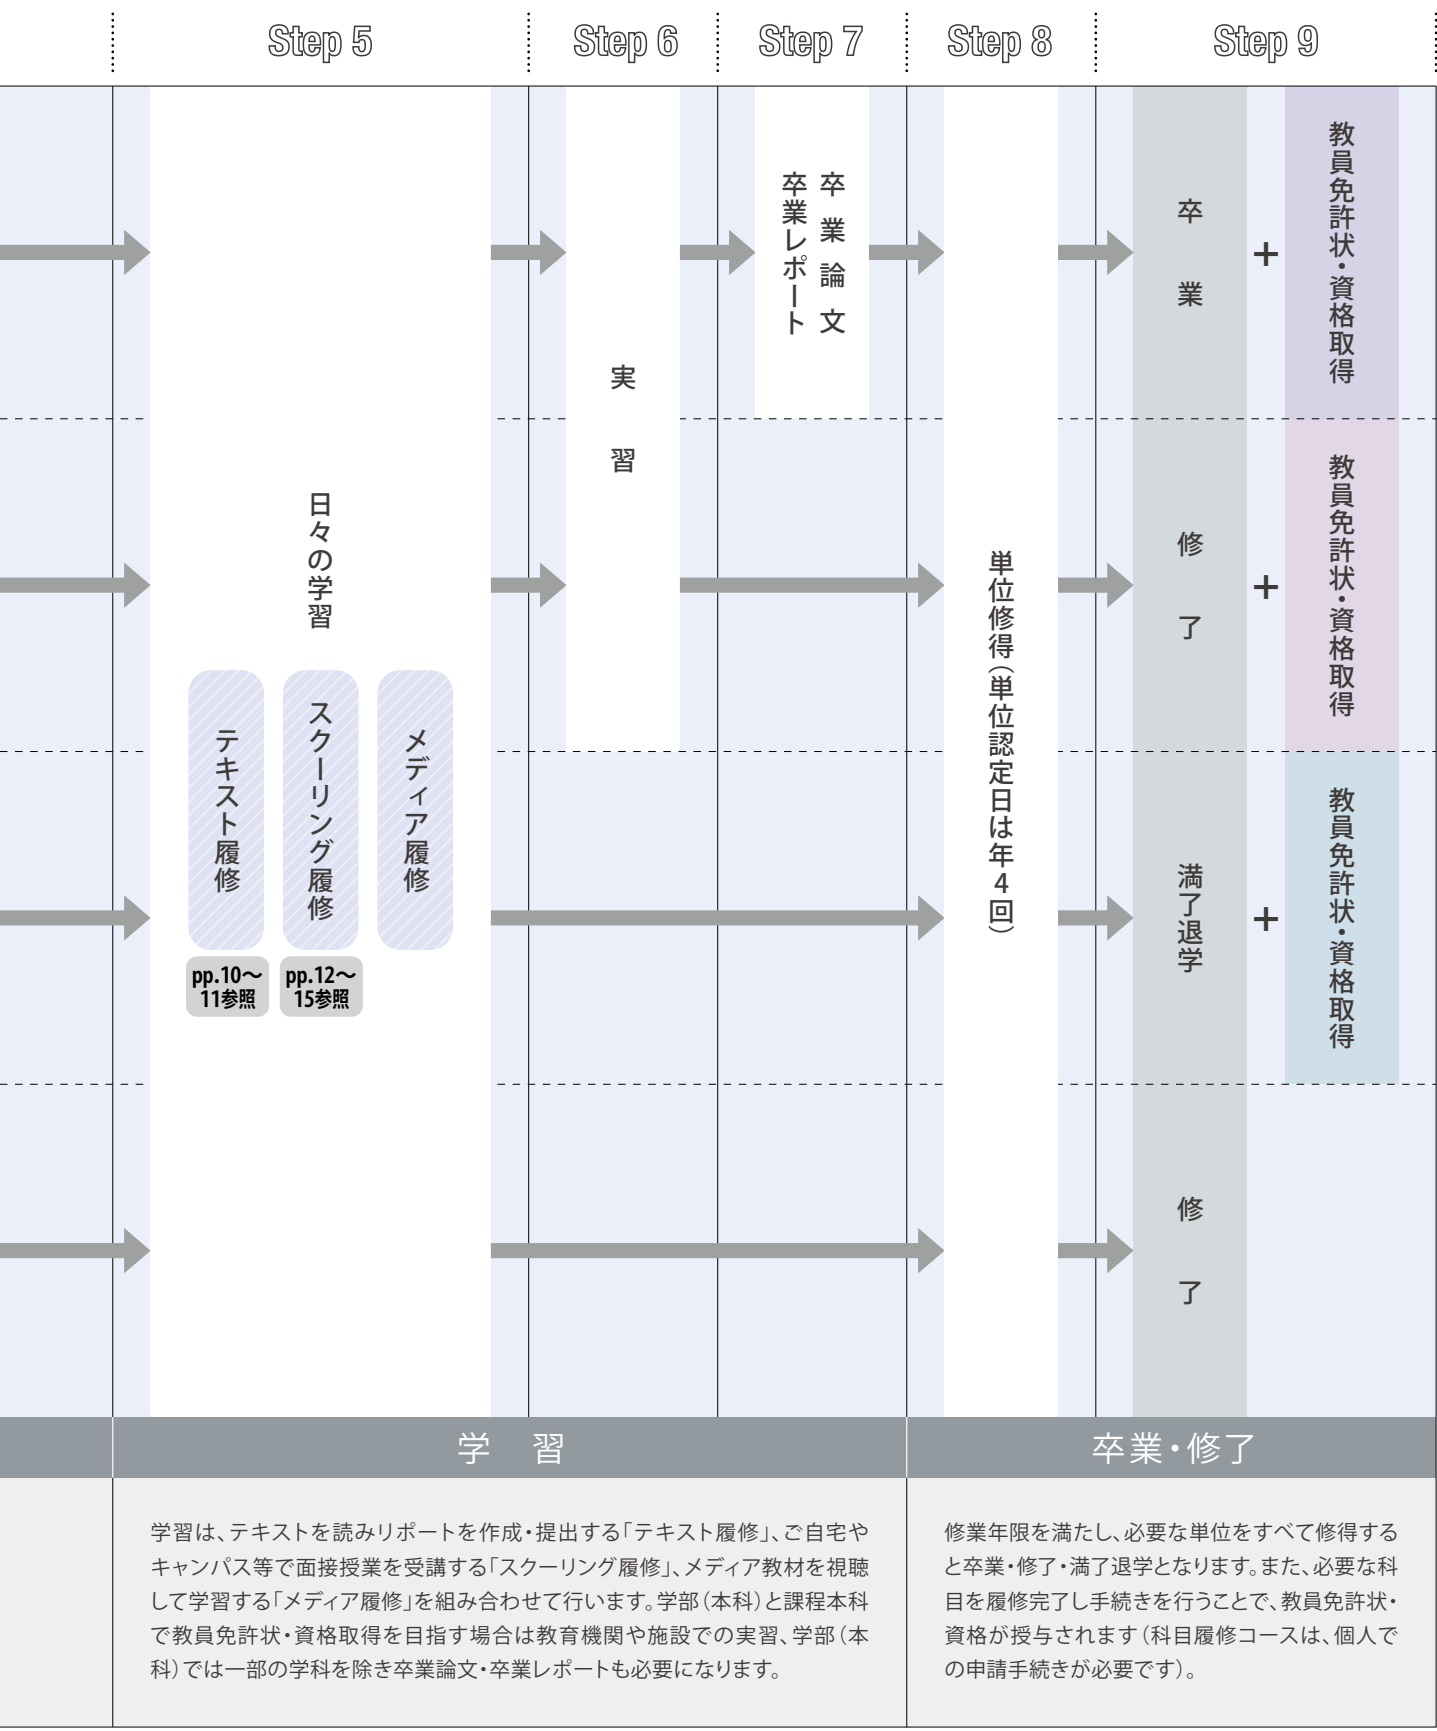 Step 5
Step 6
Step 7
Step 8
Step 9
日々の学習
テキスト履修
スクーリング履修
メディア履修
pp.10〜
11参照
pp.12〜
15参照
実習
卒業論文
卒業レポート
単位修得（単位認定日は年4回）
卒業
+
教員免許状・資格取得
修了
+
教員免許状・資格取得
満了退学
+
教員免許状・資格取得
修了
学　習
卒業・修了
学習は、テキストを読みリポートを作成・提出する「テキスト履修」、ご自宅や
キャンパス等で面接授業を受講する「スクーリング履修」、メディア教材を視聴
して学習する「メディア履修」を組み合わせて行います。学部（本科）と課程本科
で教員免許状・資格取得を目指す場合は教育機関や施設での実習、学部（本
科）では一部の学科を除き卒業論文・卒業レポートも必要になります。
修業年限を満たし、必要な単位をすべて修得する
と卒業・修了・満了退学となります。また、必要な科
目を履修完了し手続きを行うことで、教員免許状・
資格が授与されます（科目履修コースは、個人で
の申請手続きが必要です）。